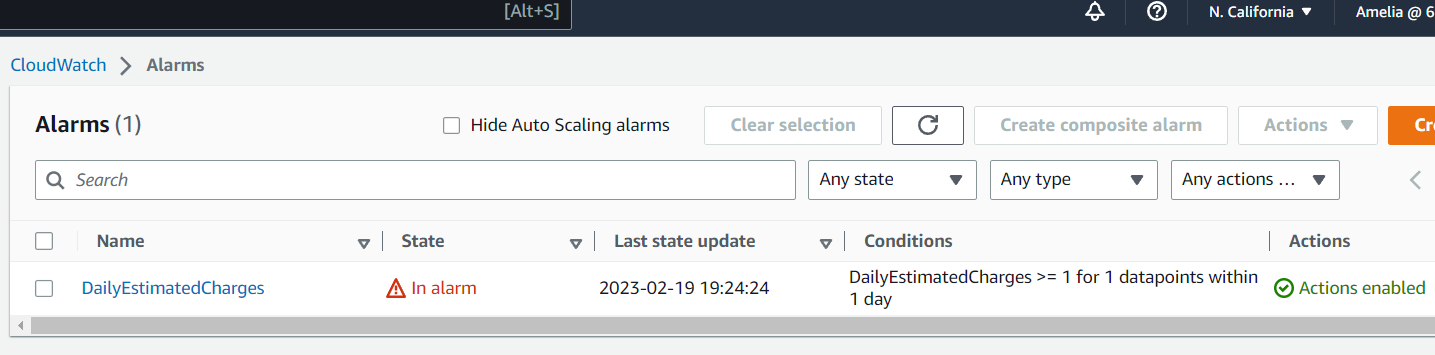 [Alt+S] N. California Amelia @ 6
CloudWatch Alarms
Alarms (1) Hide Auto Scaling alarms Clear selection Create composite alarm Actions Cr
Search Any state Any type Any actions ...
Name State Last state update Conditions Actions
DailyEstimatedCharges In alarm 2023-02-19 19:24:24 DailyEstimatedCharges >= 1 for 1 datapoints within Actions enabled
1 day